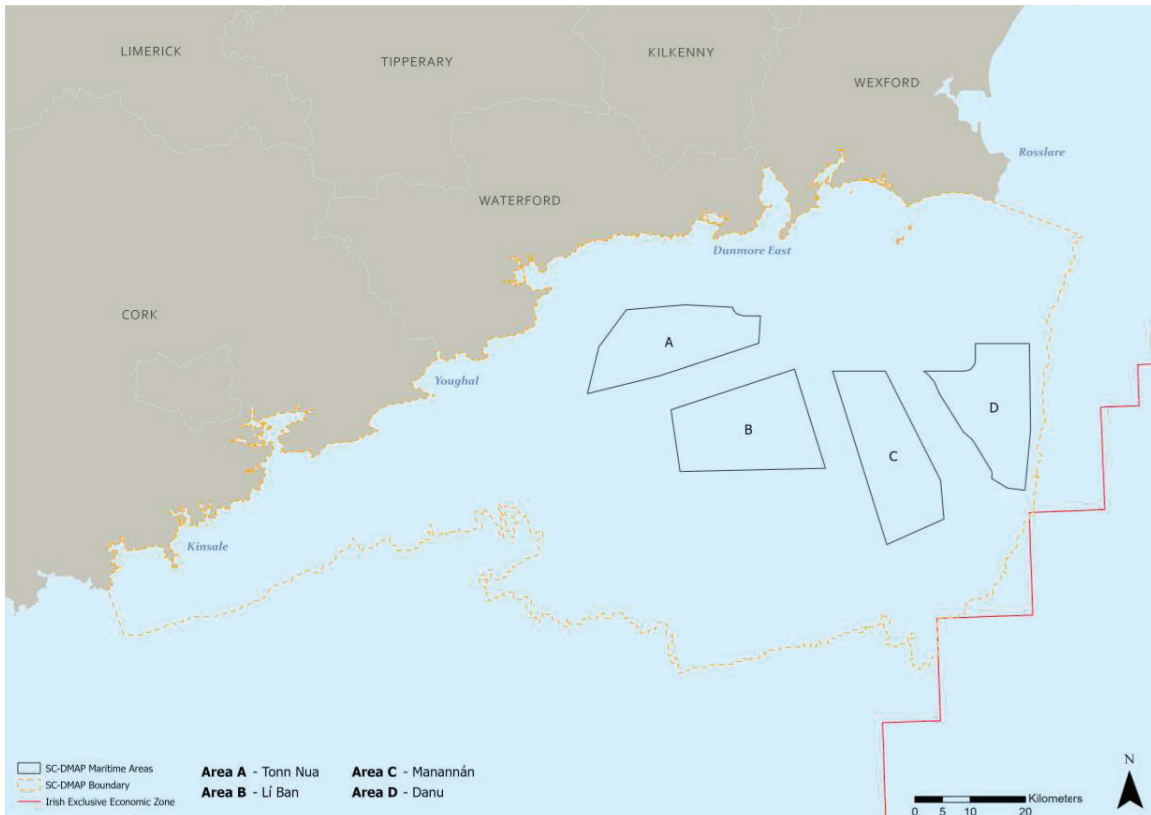 LIMERICK
TIPPERARY
KILKENNY
WEXFORD
Rosslare
WATERFORD
Dunmore East
CORK
A
Youghal
B
D
C
Kinsale
SC-DMAP Maritime Areas
SC-DMAP Boundary
Irish Exclusive Economic Zone
Area A - Tonn Nua
Area B - Lí Ban
Area C - Manannán
Area D - Danu
N
Kilometers
0 5 10 20